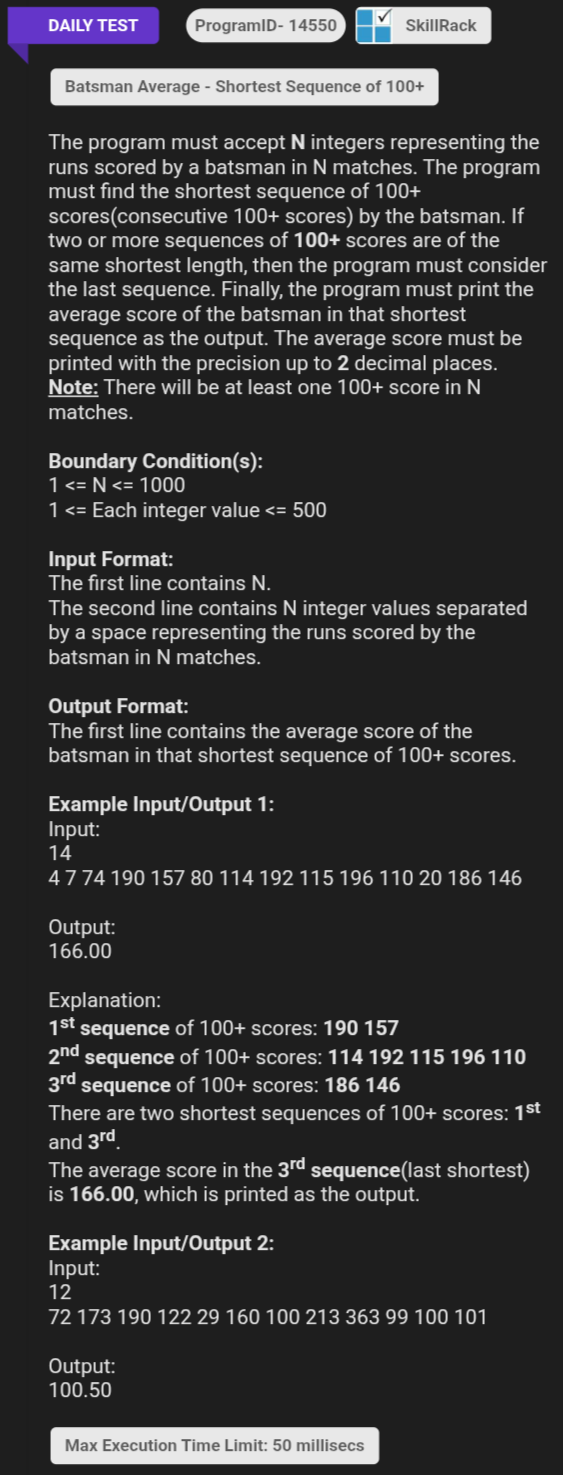 DAILY TEST
ProgramID- 14550
SkillRack
Batsman Average - Shortest Sequence of 100+
The program must accept N integers representing the
runs scored by a batsman in N matches. The program
must find the shortest sequence of 100+
scores(consecutive 100+ scores) by the batsman. If
two or more sequences of 100+ scores are of the
same shortest length, then the program must consider
the last sequence. Finally, the program must print the
average score of the batsman in that shortest
sequence as the output. The average score must be
printed with the precision up to 2 decimal places.
Note: There will be at least one 100+ score in N
matches.
Boundary Condition(s):
1 <= N <= 1000
1 <= Each integer value <= 500
Input Format:
The first line contains N.
The second line contains N integer values separated
by a space representing the runs scored by the
batsman in N matches.
Output Format:
The first line contains the average score of the
batsman in that shortest sequence of 100+ scores.
Example Input/Output 1:
Input:
14
4 7 74 190 157 80 114 192 115 196 110 20 186 146
Output:
166.00
Explanation:
1st sequence of 100+ scores: 190 157
2nd sequence of 100+ scores: 114 192 115 196 110
3rd sequence of 100+ scores: 186 146
There are two shortest sequences of 100+ scores: 1st
and 3rd.
The average score in the 3rd sequence(last shortest)
is 166.00, which is printed as the output.
Example Input/Output 2:
Input:
12
72 173 190 122 29 160 100 213 363 99 100 101
Output:
100.50
Max Execution Time Limit: 50 millisecs